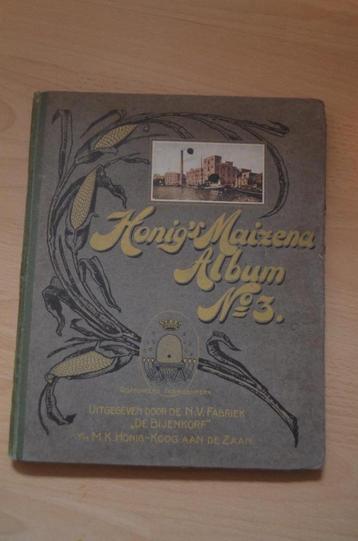 Honig's Maizena
Album
No 3.
UITGEGEVEN DOOR DE N.V. FABRIEK
„DE BIJENKORF"
V/H M.K. HONIG-KOOG AAN DE ZAAN.